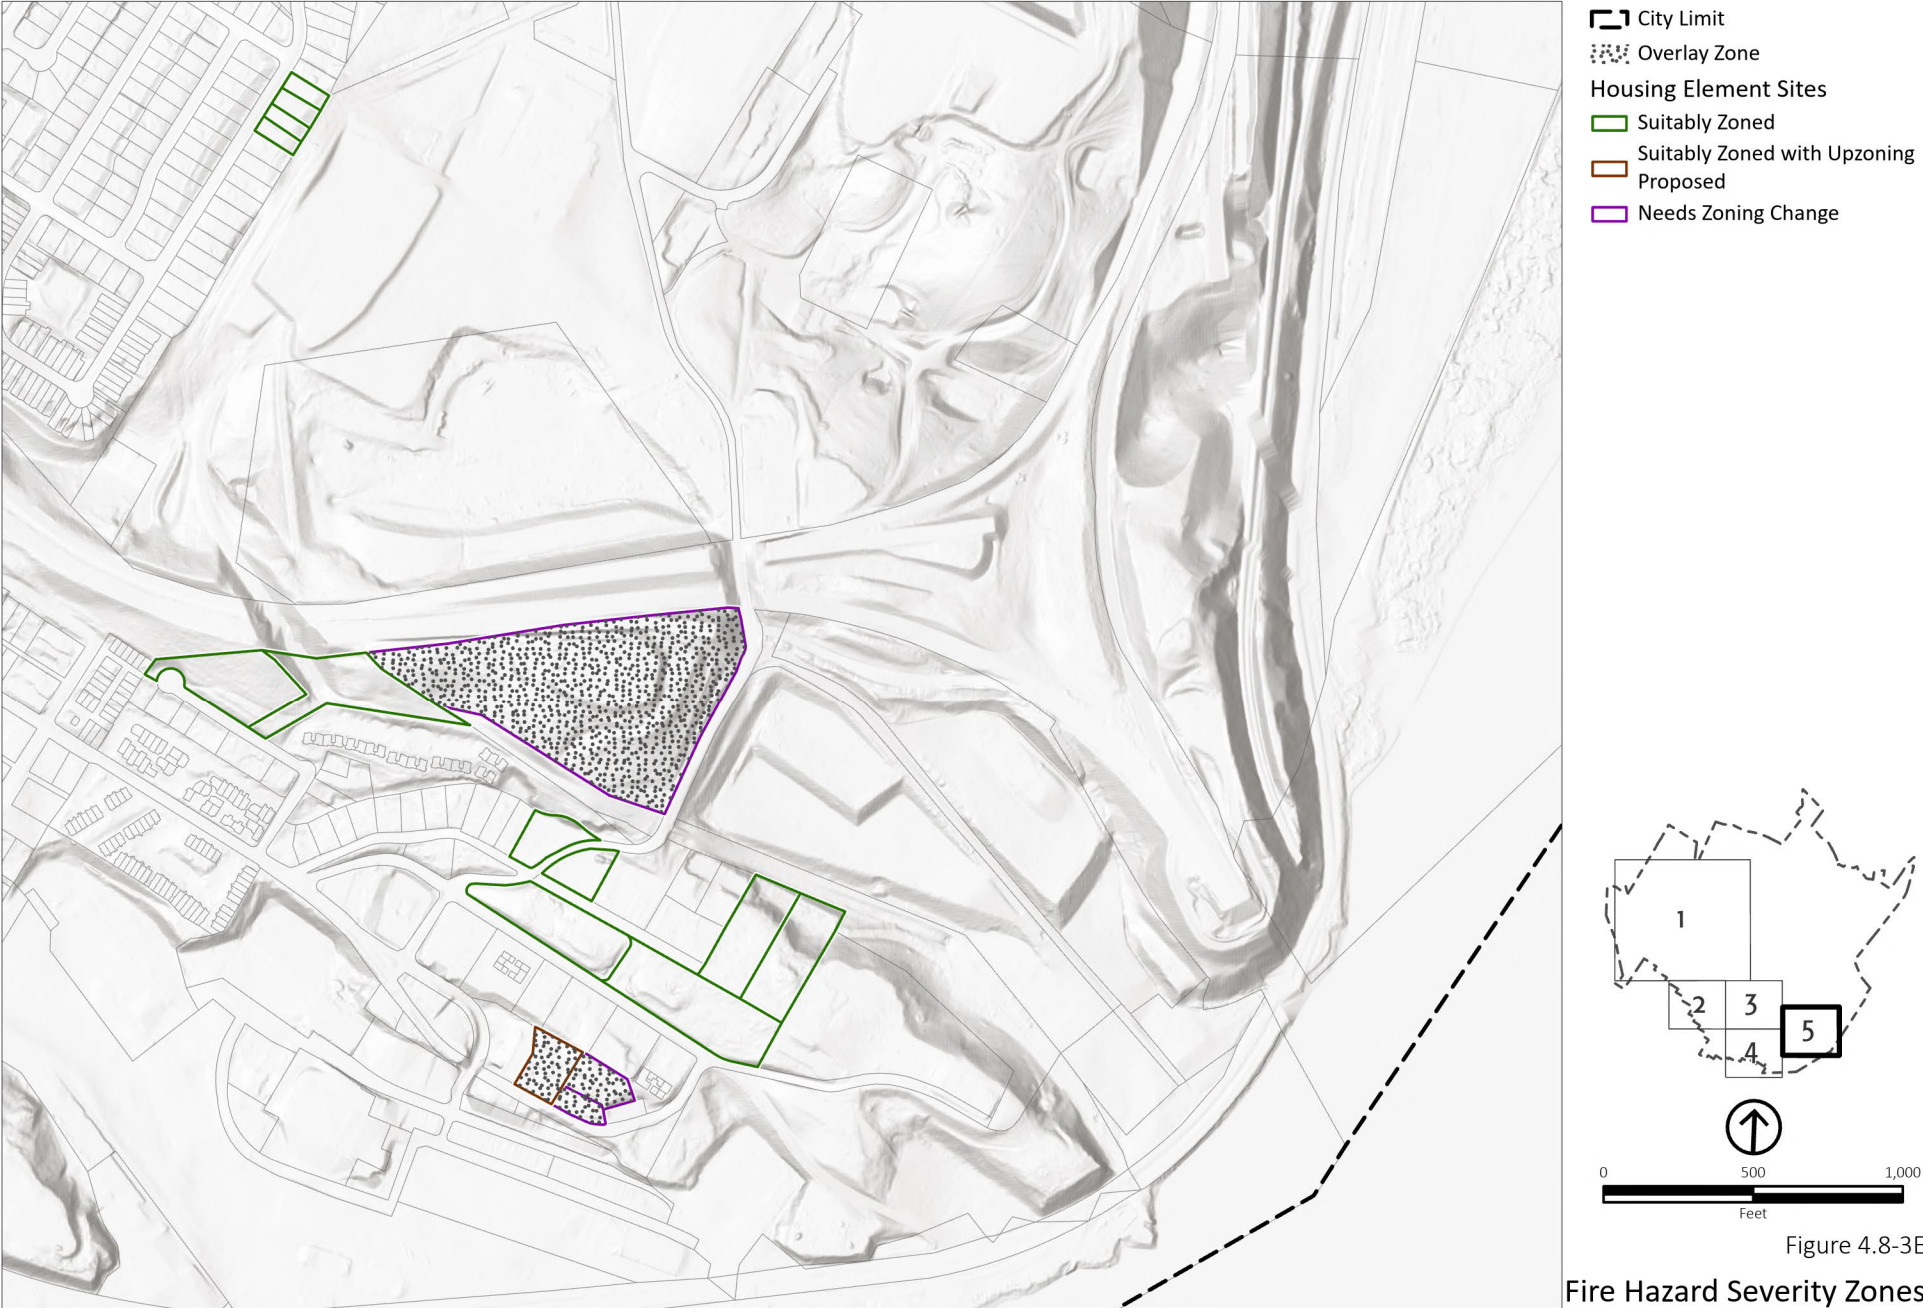 City Limit
Overlay Zone
Housing Element Sites
Suitably Zoned
Suitably Zoned with Upzoning
Proposed
Needs Zoning Change
1
2
3
5
4
0 500 1,000
Feet
Figure 4.8-3E
Fire Hazard Severity Zones